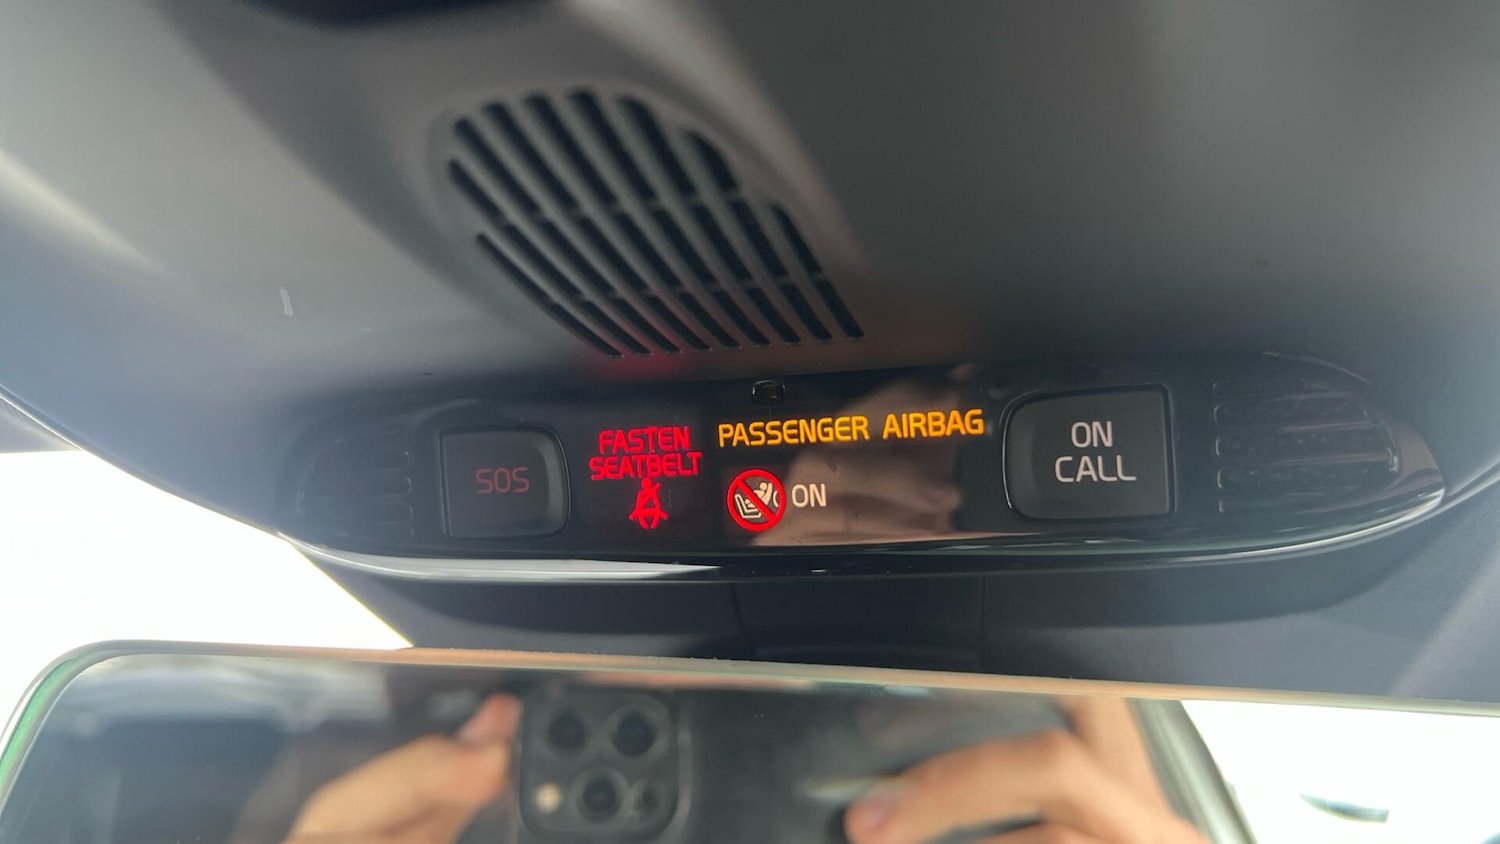 SOS
FASTEN
SEATBELT
PASSENGER AIRBAG
ON
ON
CALL